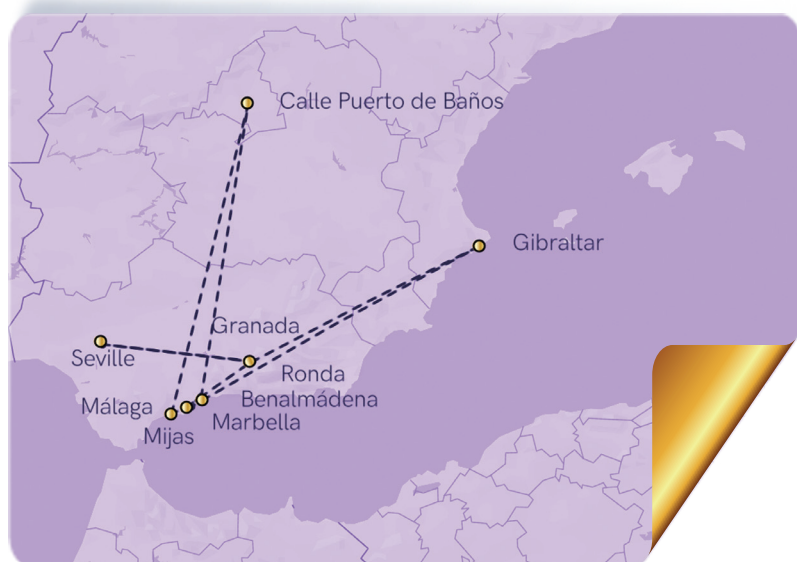 Calle Puerto de Baños
Gibraltar
Granada
Seville
Ronda
Benalmádena
Málaga
Marbella
Mijas